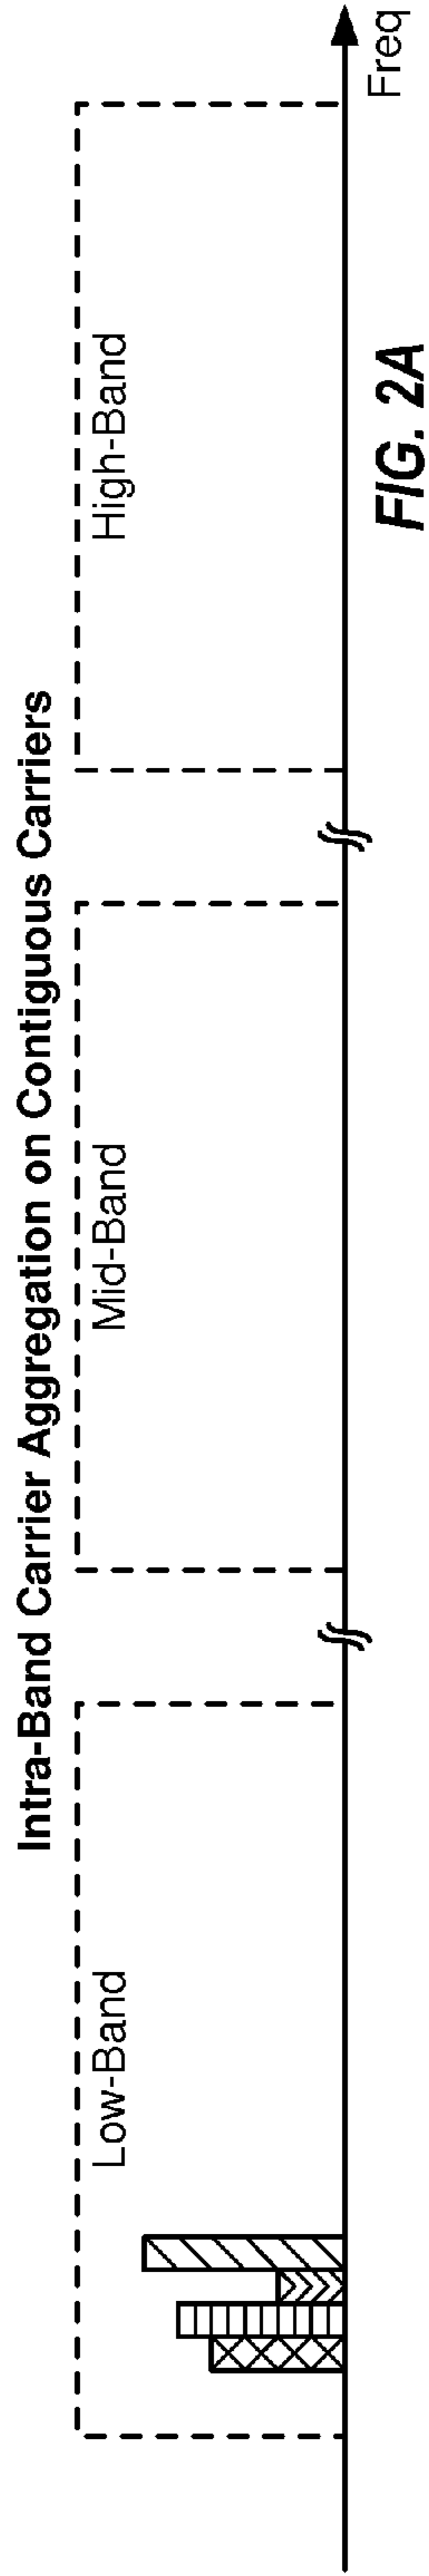 Intra-Band Carrier Aggregation on Contiguous Carriers
Low-Band
Mid-Band
High-Band
Freq
FIG. 2A